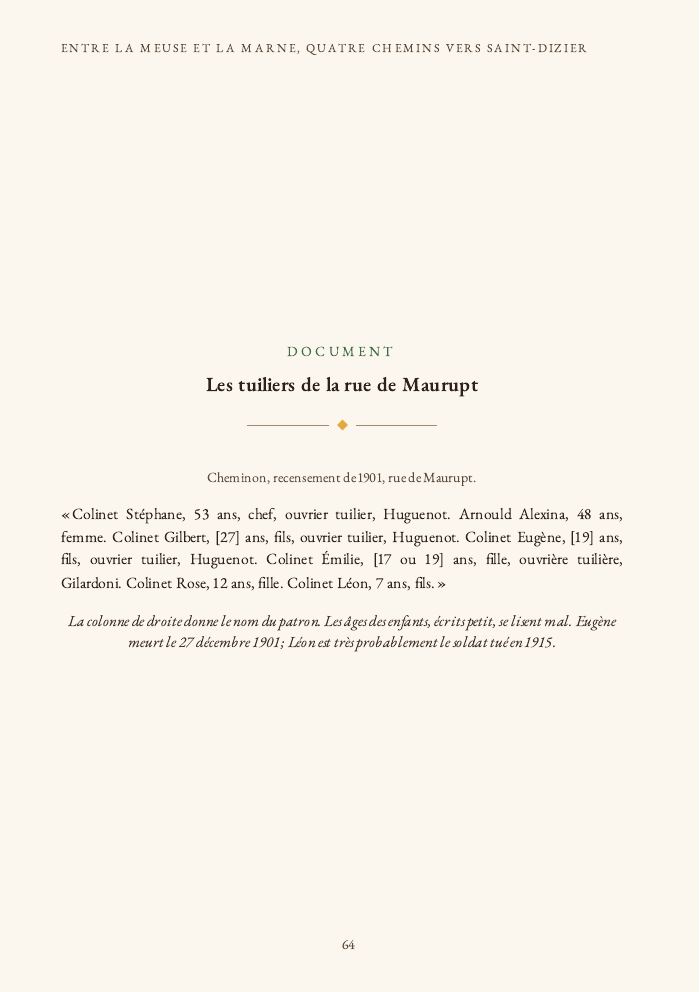 ENTRE LA MEUSE ET LA MARNE, QUATRE CHEMINS VERS SAINT-DIZIER
DOCUMENT
Les tuiliers de la rue de Maurupt
Cheminon, recensement de 1901, rue de Maurupt.
« Colinet Stéphane, 53 ans, chef, ouvrier tuilier, Huguenot. Arnould Alexina, 48 ans,
femme. Colinet Gilbert, [27] ans, fils, ouvrier tuilier, Huguenot. Colinet Eugène, [19] ans,
fils, ouvrier tuilier, Huguenot. Colinet Émilie, [17 ou 19] ans, fille, ouvrière tuilière,
Gilardoni. Colinet Rose, 12 ans, fille. Colinet Léon, 7 ans, fils. »
La colonne de droite donne le nom du patron. Les âges des enfants, écrits petit, se lisent mal. Eugène
meurt le 27 décembre 1901; Léon est très probablement le soldat tué en 1915.
64